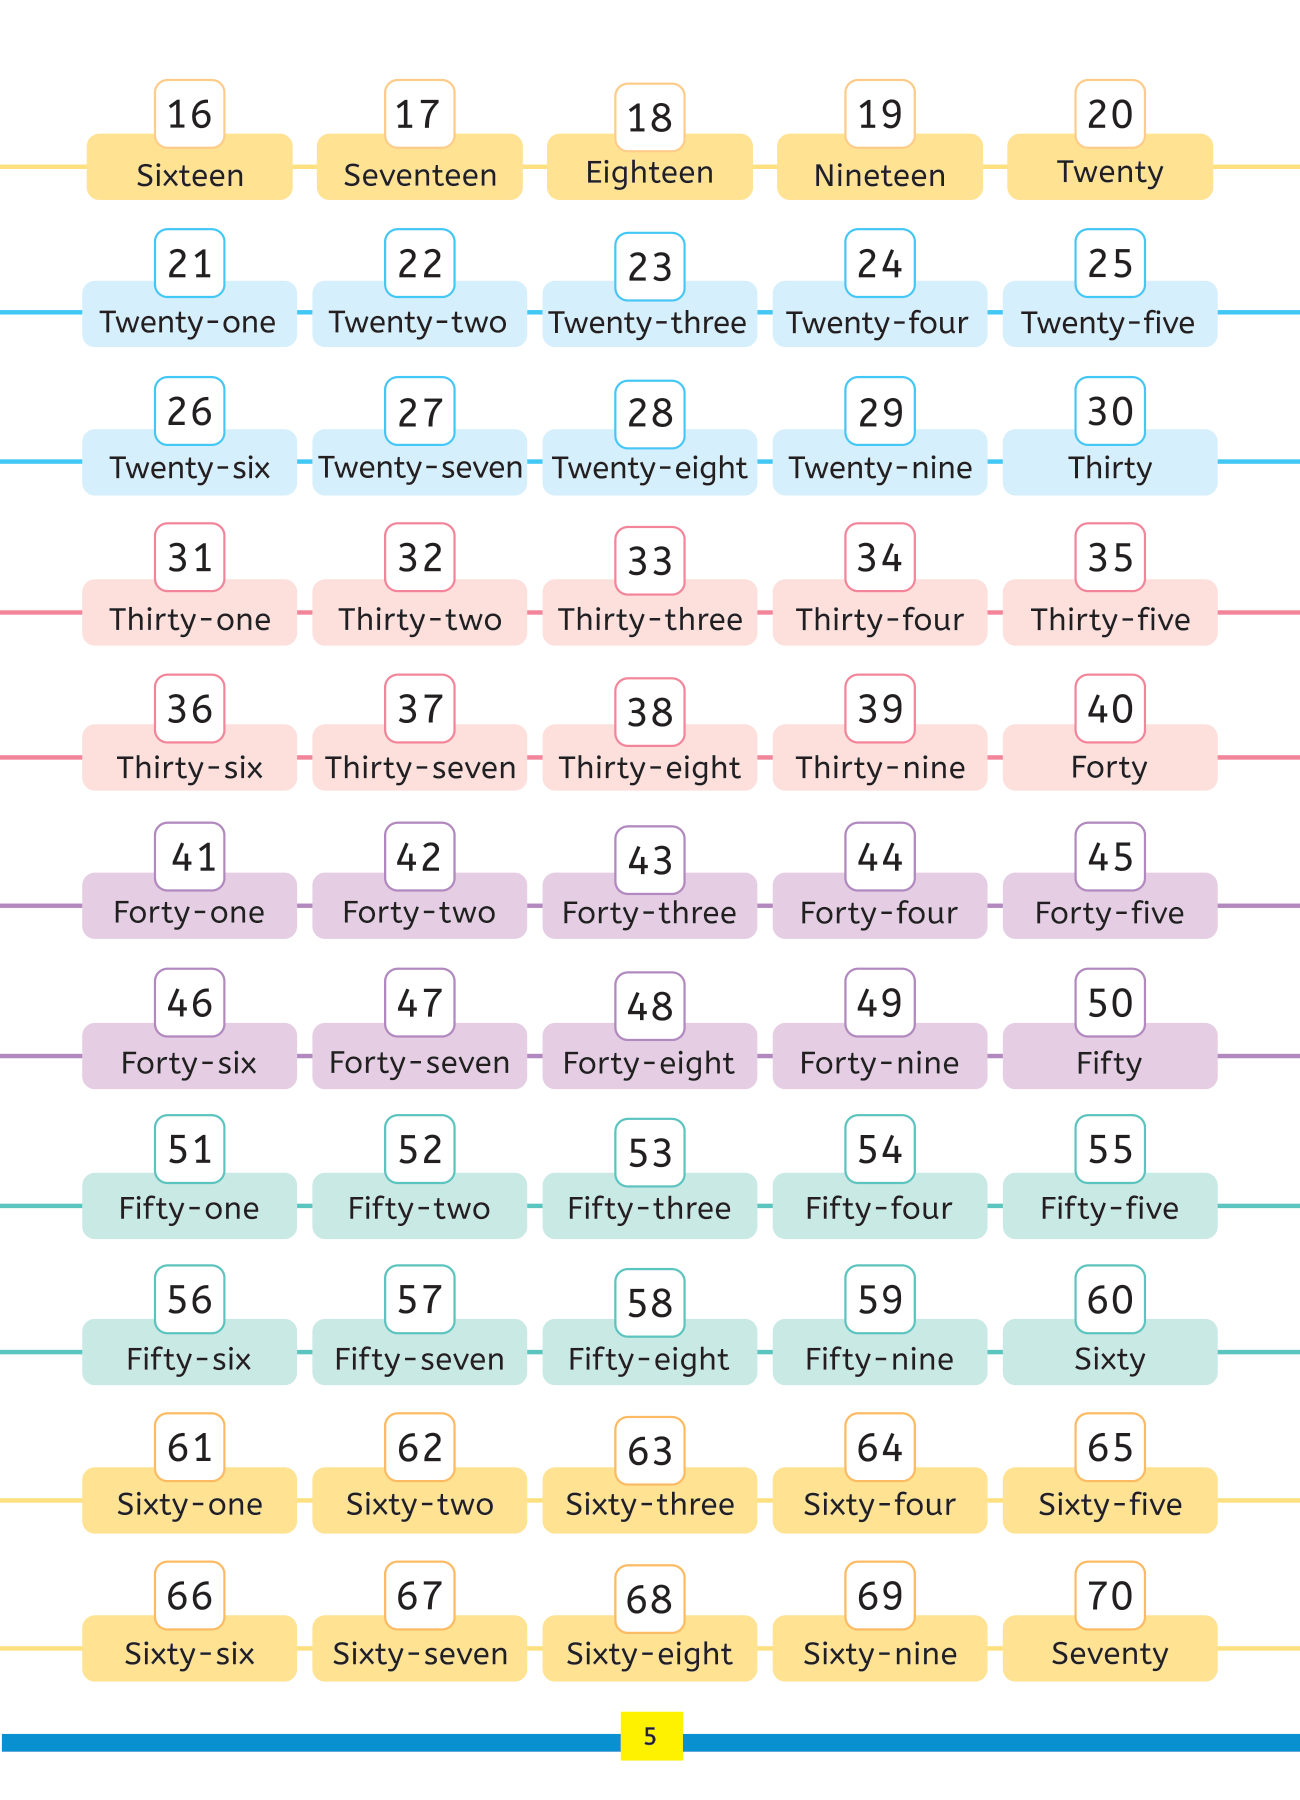 16 17 18 19 20
Sixteen Seventeen Eighteen Nineteen Twenty
21 22 23 24 25
Twenty-one Twenty-two Twenty-three Twenty-four Twenty-five
26 27 28 29 30
Twenty-six Twenty-seven Twenty-eight Twenty-nine Thirty
31 32 33 34 35
Thirty-one Thirty-two Thirty-three Thirty-four Thirty-five
36 37 38 39 40
Thirty-six Thirty-seven Thirty-eight Thirty-nine Forty
41 42 43 44 45
Forty-one Forty-two Forty-three Forty-four Forty-five
46 47 48 49 50
Forty-six Forty-seven Forty-eight Forty-nine Fifty
51 52 53 54 55
Fifty-one Fifty-two Fifty-three Fifty-four Fifty-five
56 57 58 59 60
Fifty-six Fifty-seven Fifty-eight Fifty-nine Sixty
61 62 63 64 65
Sixty-one Sixty-two Sixty-three Sixty-four Sixty-five
66 67 68 69 70
Sixty-six Sixty-seven Sixty-eight Sixty-nine Seventy
5